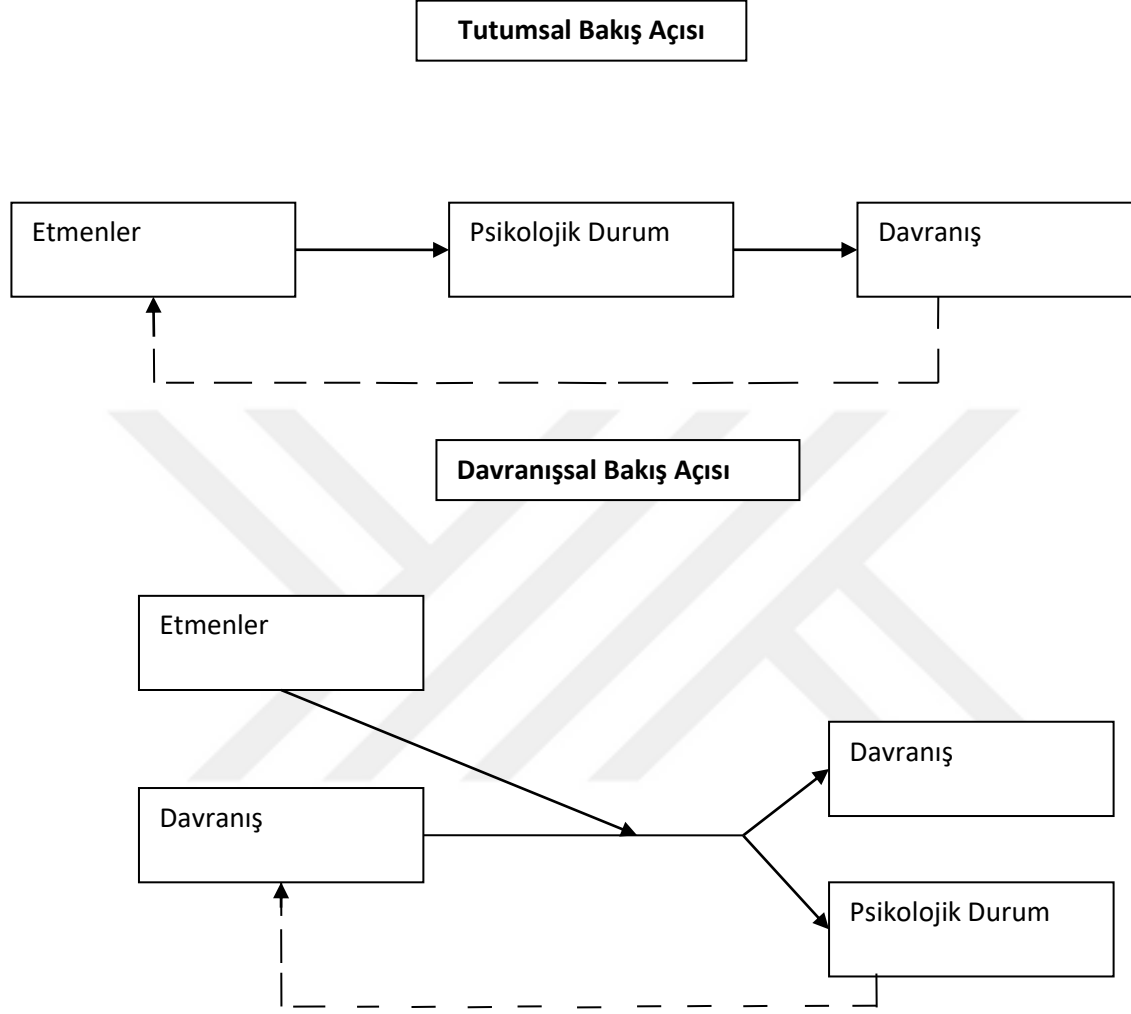 Tutumsal Bakış Açısı
Etmenler
Psikolojik Durum
Davranış
Davranışsal Bakış Açısı
Etmenler
Davranış
Davranış
Psikolojik Durum